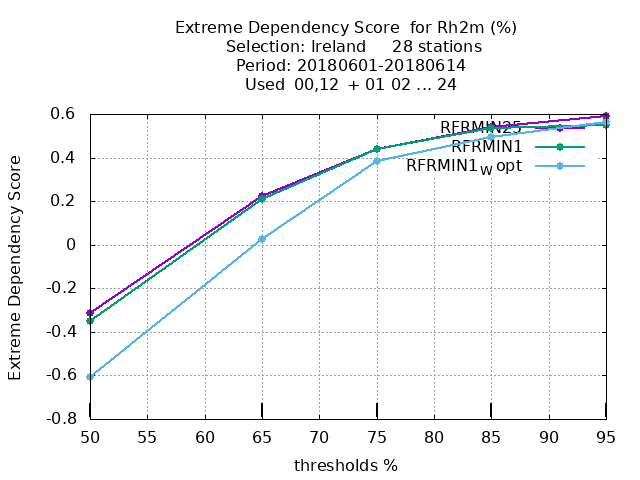 Extreme Dependency Score for Rh2m (%)
Selection: Ireland 28 stations
Period: 20180601-20180614
Used 00,12 + 01 02 ... 24
Extreme Dependency Score
0.6
0.4
0.2
0
-0.2
-0.4
-0.6
-0.8
RFRMIN25
RFRMIN1
RFRMIN1W opt
50 55 60 65 70 75 80 85 90 95
thresholds %